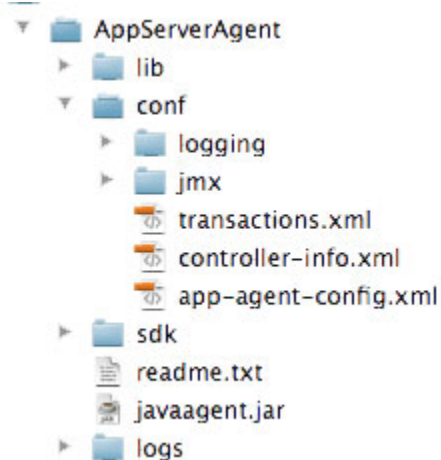 AppServerAgent
lib
conf
logging
jmx
transactions.xml
controller-info.xml
app-agent-config.xml
sdk
readme.txt
javaagent.jar
logs